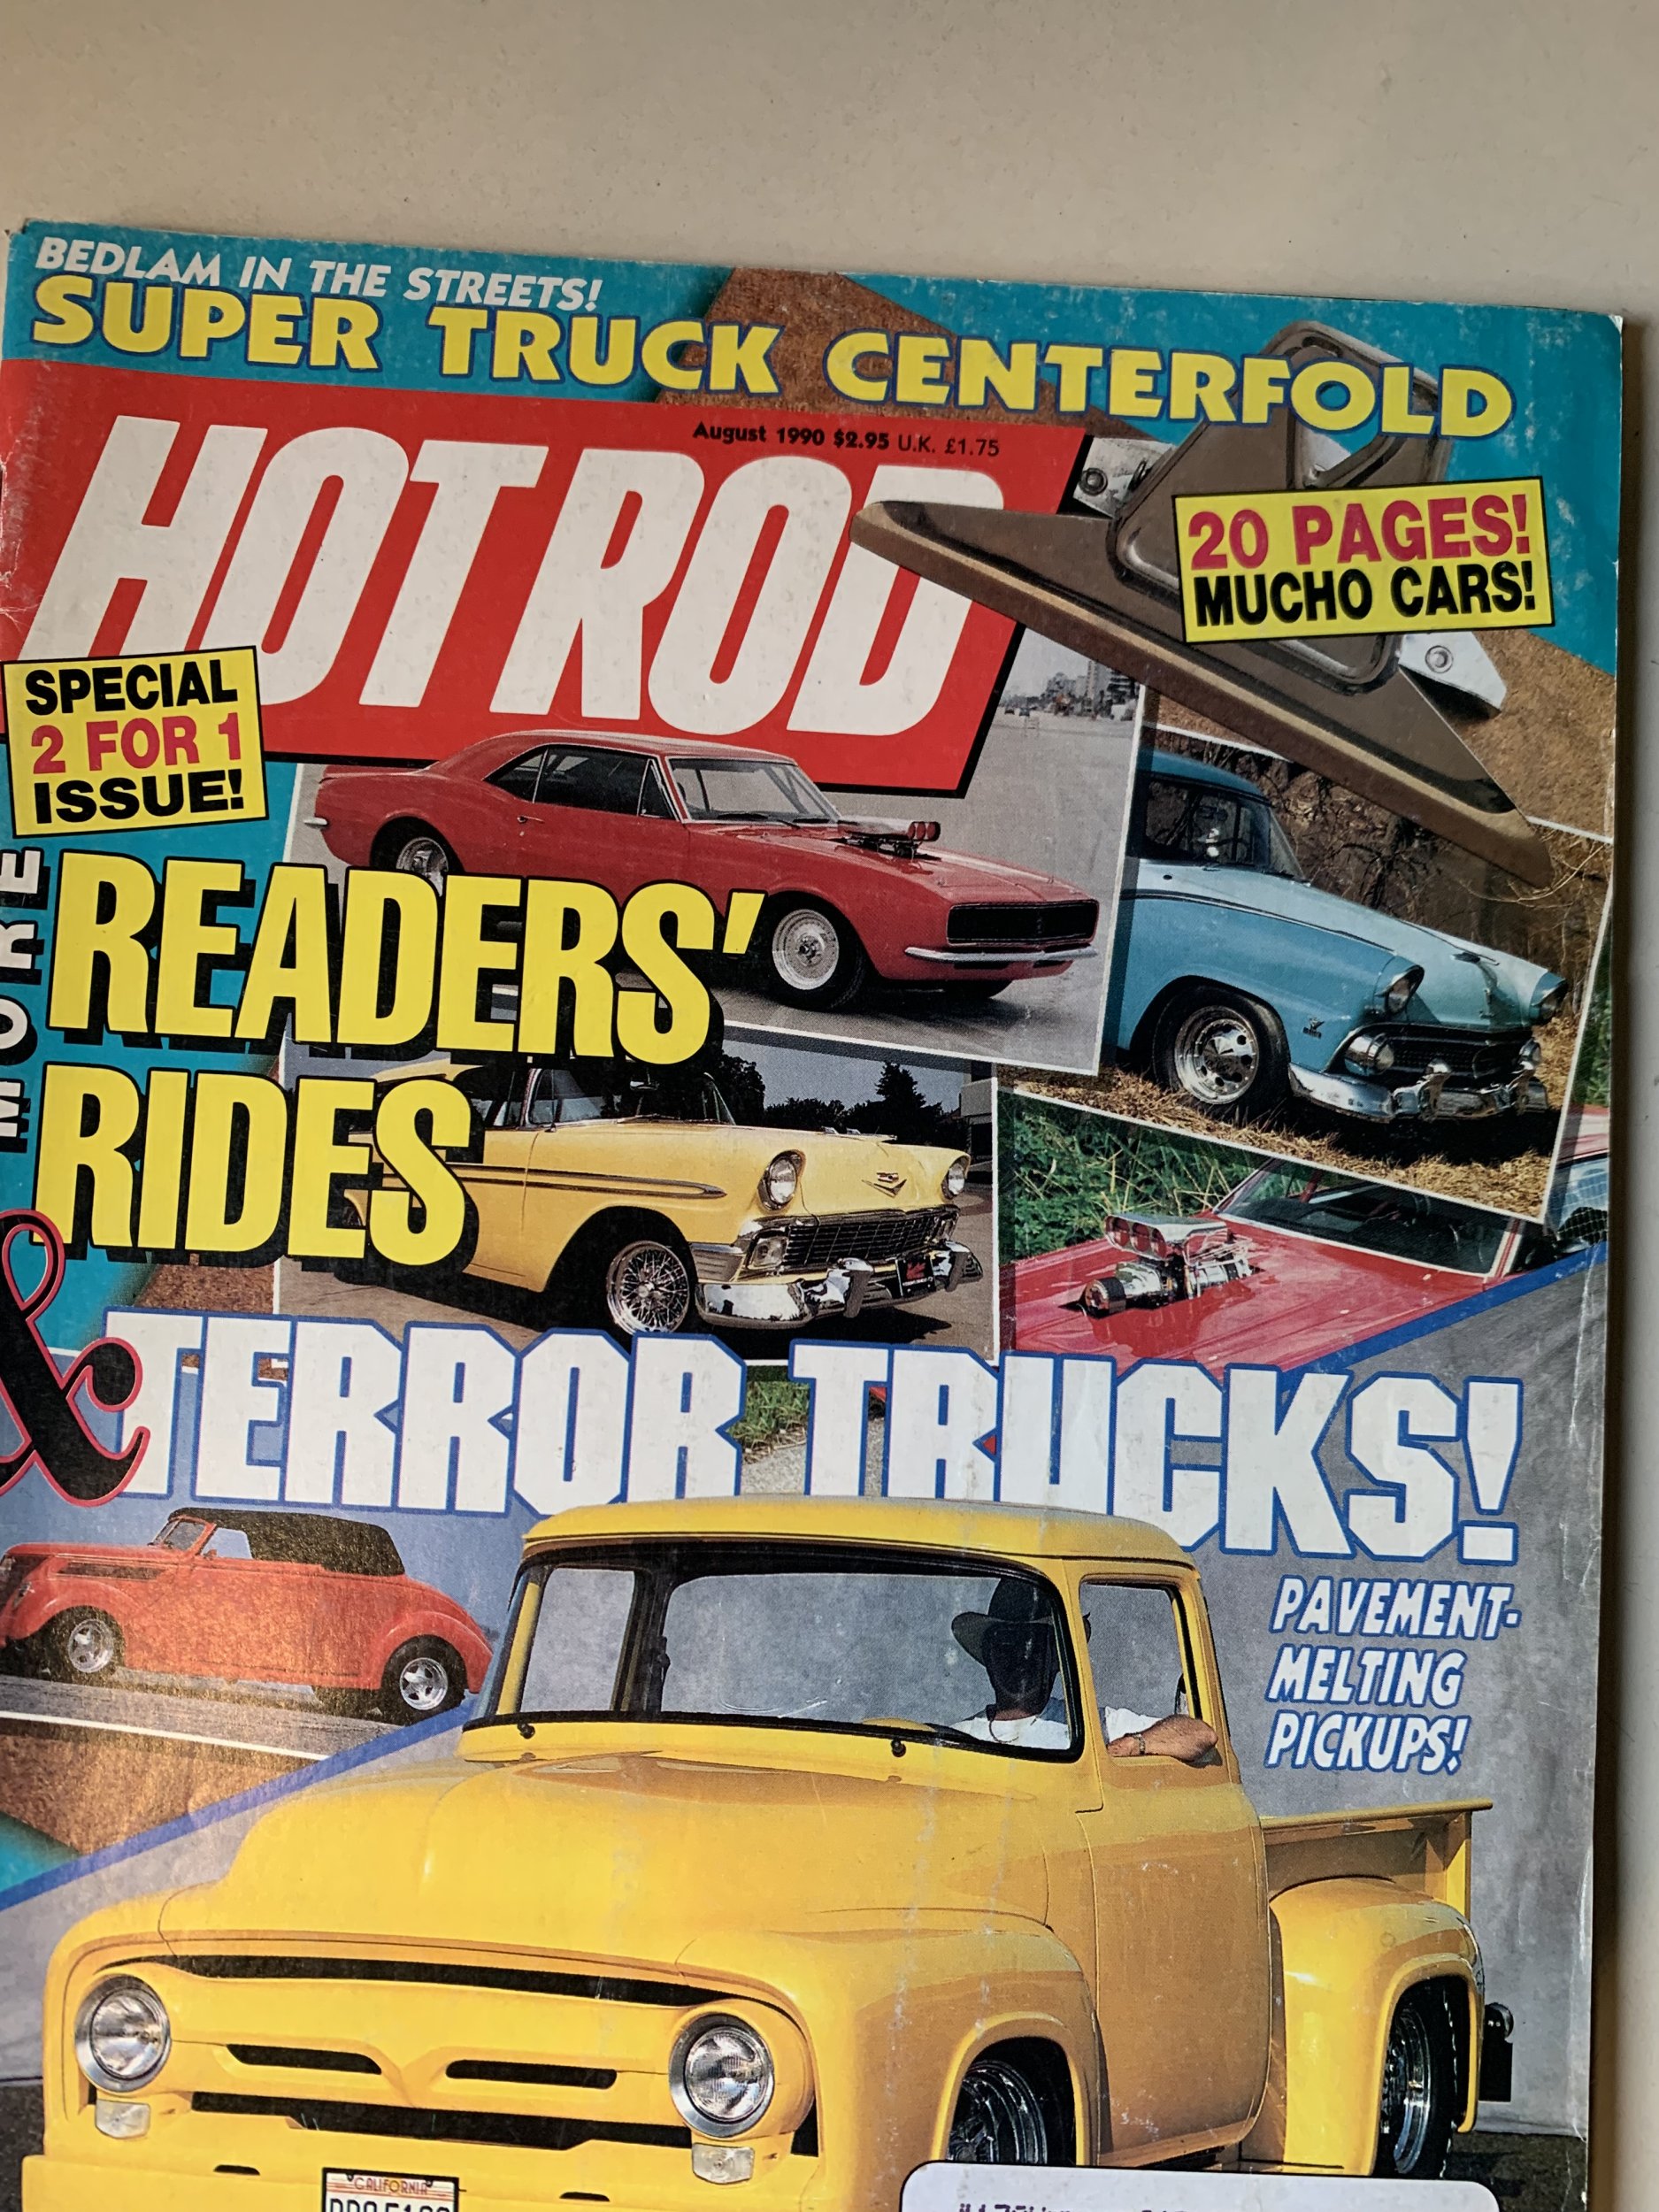 BEDLAM IN THE STREETS!
SUPER TRUCK CENTERFOLD
August 1990 $2.95 U.K. £1.75
HOT ROD
20 PAGES!
MUCHO CARS!
SPECIAL
2 FOR 1
ISSUE!
MORE
READERS'
RIDES
&
TERROR TRUCKS!
PAVEMENT-
MELTING
PICKUPS!
CALIFORNIA